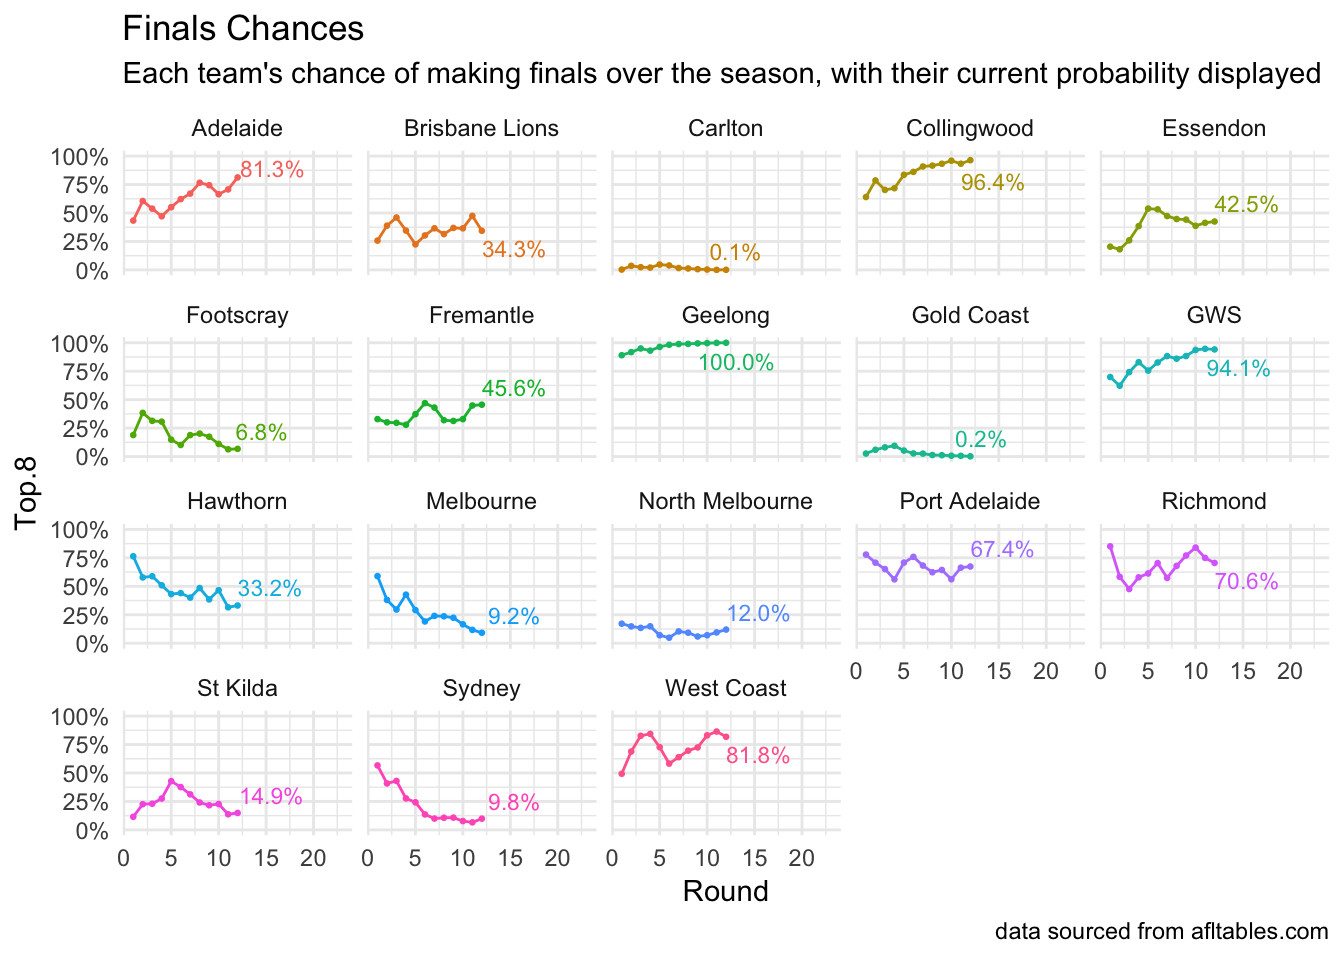 Finals Chances
Each team's chance of making finals over the season, with their current probability displayed
Adelaide Brisbane Lions Carlton Collingwood Essendon
100%
75%
50%
25%
0%
81.3%
34.3%
0.1%
96.4%
42.5%
Footscray Fremantle Geelong Gold Coast GWS
100%
75%
50%
25%
0%
6.8%
45.6%
100.0%
0.2%
94.1%
Top.8
Hawthorn Melbourne North Melbourne Port Adelaide Richmond
100%
75%
50%
25%
0%
33.2%
9.2%
12.0%
67.4%
70.6%
0 5 10 15 20
0 5 10 15 20
St Kilda Sydney West Coast
100%
75%
50%
25%
0%
14.9%
9.8%
81.8%
0 5 10 15 20
0 5 10 15 20
0 5 10 15 20
Round
data sourced from afltables.com